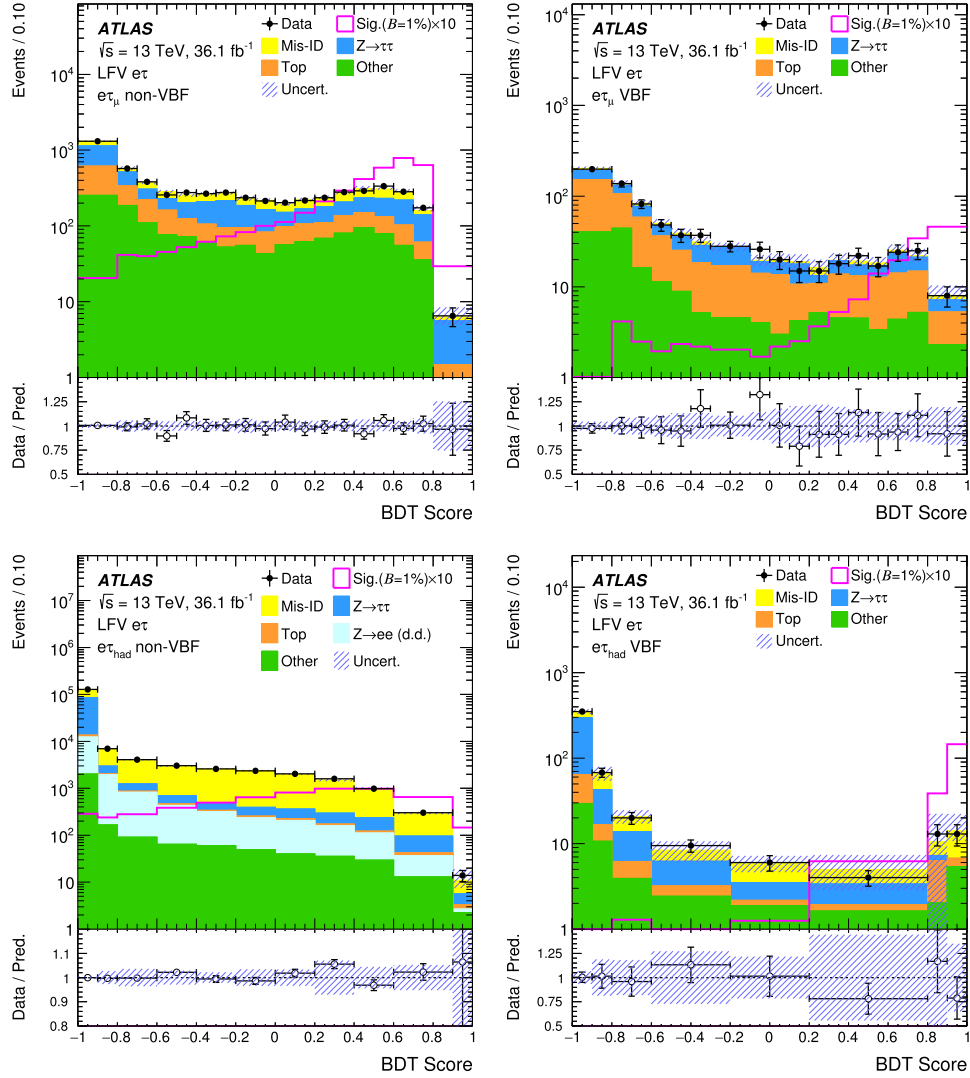 Events / 0.10
10⁴
10³
10²
10
1
ATLAS
√s = 13 TeV, 36.1 fb⁻¹
LFV eτ
eτμ non-VBF
Data
Sig.(B=1%)×10
Mis-ID
Z→ττ
Top
Other
Uncert.
Data / Pred.
1
1.25
1
0.75
0.5
−1 −0.8 −0.6 −0.4 −0.2 0 0.2 0.4 0.6 0.8 1
BDT Score
Events / 0.10
10⁴
10³
10²
10
1
ATLAS
√s = 13 TeV, 36.1 fb⁻¹
LFV eτ
eτμ VBF
Data
Sig.(B=1%)×10
Mis-ID
Z→ττ
Top
Other
Uncert.
Data / Pred.
1
1.25
1
0.75
0.5
−1 −0.8 −0.6 −0.4 −0.2 0 0.2 0.4 0.6 0.8 1
BDT Score
Events / 0.10
10⁷
10⁶
10⁵
10⁴
10³
10²
10
ATLAS
√s = 13 TeV, 36.1 fb⁻¹
LFV eτ
eτhad non-VBF
Data
Sig.(B=1%)×10
Mis-ID
Z→ττ
Top
Z→ee (d.d.)
Other
Uncert.
Data / Pred.
1
1.1
1
0.9
0.8
−1 −0.8 −0.6 −0.4 −0.2 0 0.2 0.4 0.6 0.8 1
BDT Score
Events / 0.10
10⁴
10³
10²
10
1
ATLAS
√s = 13 TeV, 36.1 fb⁻¹
LFV eτ
eτhad VBF
Data
Sig.(B=1%)×10
Mis-ID
Z→ττ
Top
Other
Uncert.
Data / Pred.
1
1.25
1
0.75
0.5
−1 −0.8 −0.6 −0.4 −0.2 0 0.2 0.4 0.6 0.8 1
BDT Score